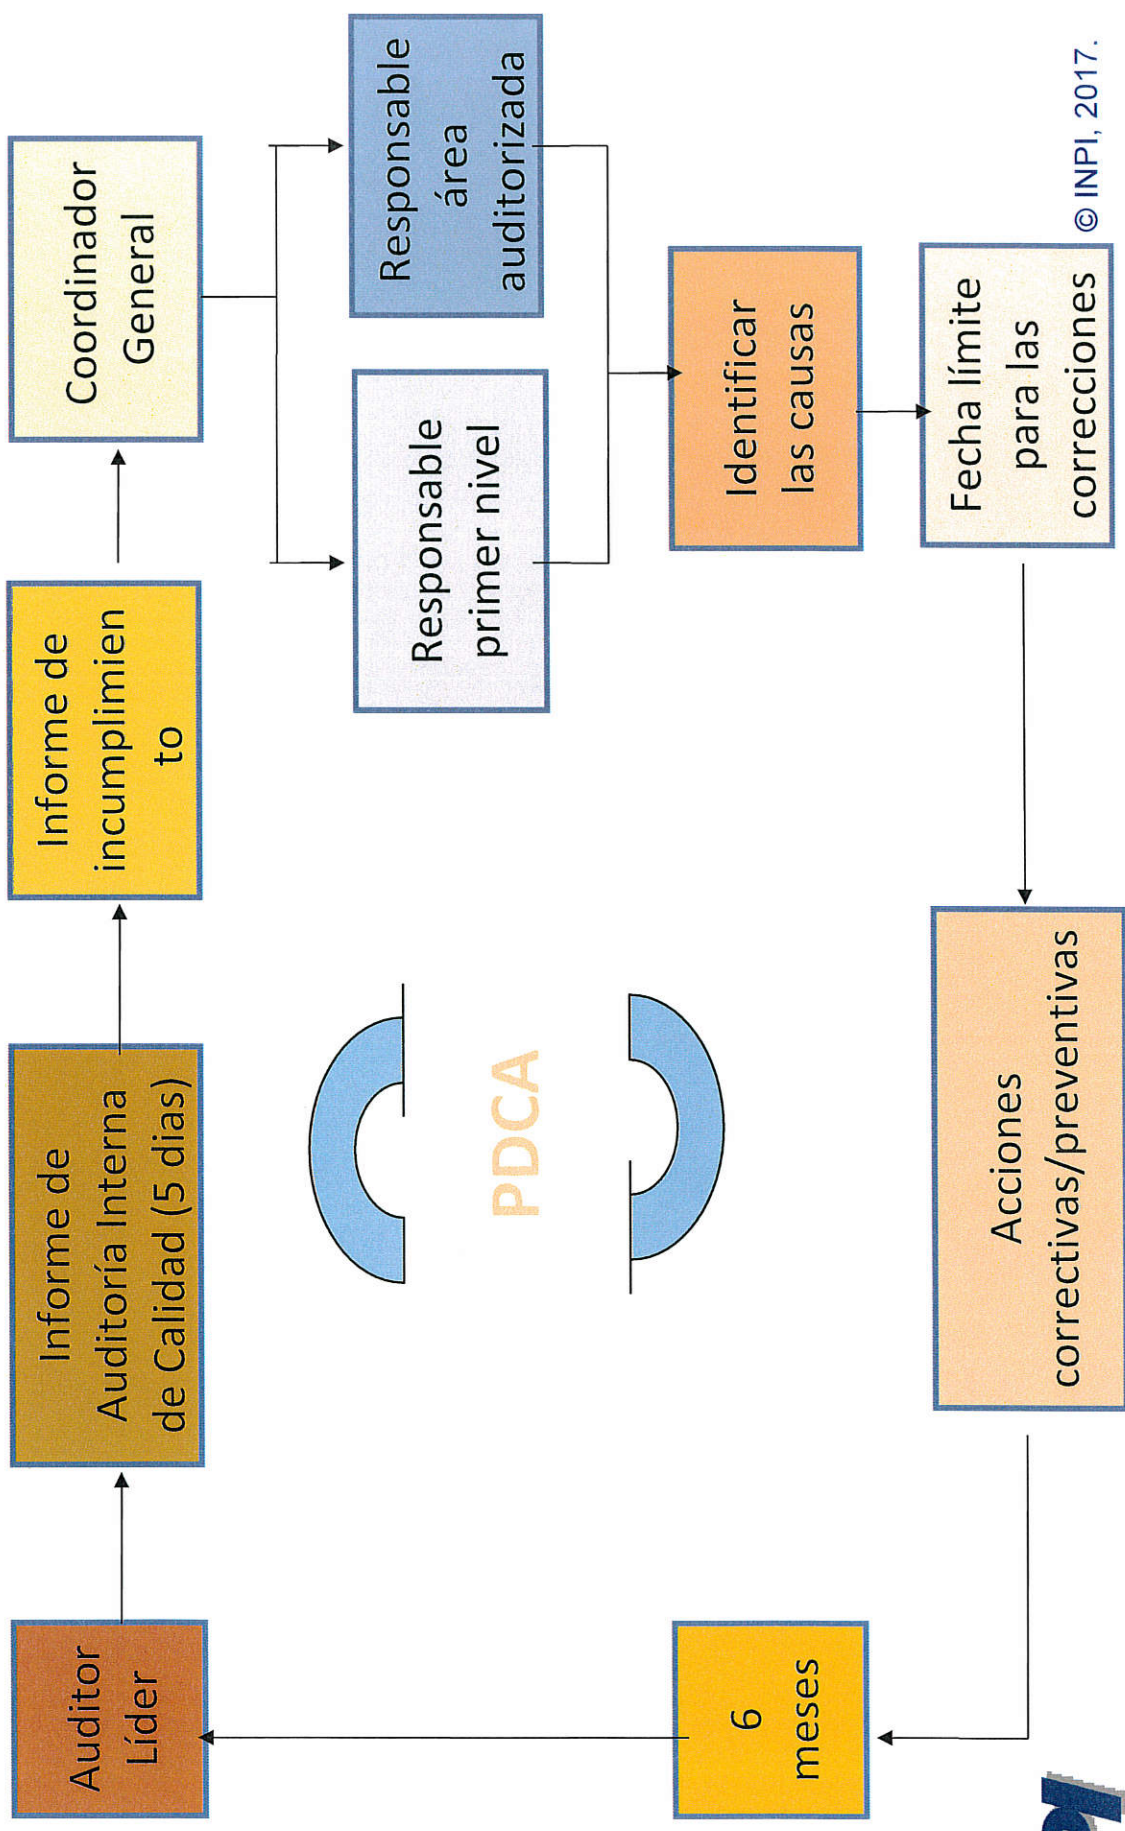 Auditor
Líder
Informe de
Auditoría Interna
de Calidad (5 dias)
Informe de
incumplimien
to
Coordinador
General
Responsable
primer nivel
Responsable
área
auditorizada
PDCA
Identificar
las causas
Fecha límite
para las
correcciones
Acciones
correctivas/preventivas
6
meses
© INPI, 2017.